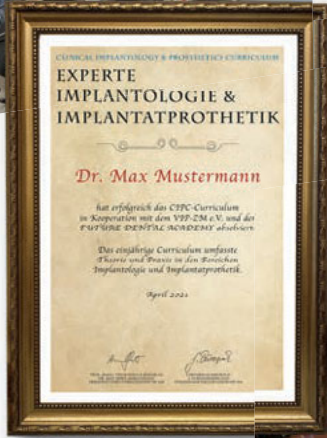 CLINICAL IMPLANTOLOGY & PROSTHETICS CURRICULUM
EXPERTE
IMPLANTOLOGIE &
IMPLANTATPROTHETIK
Dr. Max Mustermann
hat erfolgreich das CIPC-Curriculum
in Kooperation mit dem VIP-ZM e.V. und der
FUTURE DENTAL ACADEMY absolviert.
Das einjährige Curriculum umfasste
Theorie und Praxis in den Bereichen
Implantologie und Implantatprothetik.
April 2021